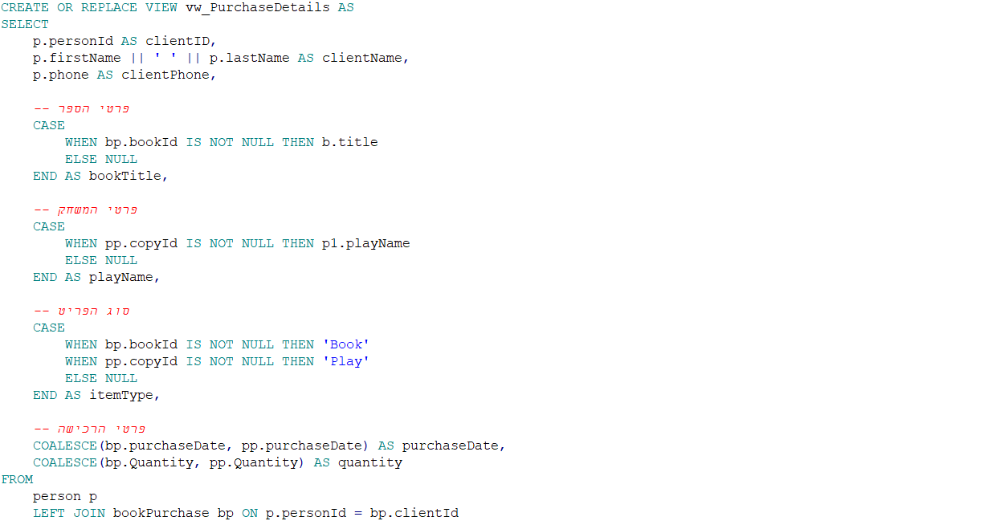 CREATE OR REPLACE VIEW vw_PurchaseDetails AS
SELECT
    p.personId AS clientID,
    p.firstName || ' ' || p.lastName AS clientName,
    p.phone AS clientPhone,

    -- פרטי הספר
    CASE
        WHEN bp.bookId IS NOT NULL THEN b.title
        ELSE NULL
    END AS bookTitle,

    -- פרטי המשחק
    CASE
        WHEN pp.copyId IS NOT NULL THEN p1.playName
        ELSE NULL
    END AS playName,

    -- סוג הפריט
    CASE
        WHEN bp.bookId IS NOT NULL THEN 'Book'
        WHEN pp.copyId IS NOT NULL THEN 'Play'
        ELSE NULL
    END AS itemType,

    -- פרטי הרכישה
    COALESCE(bp.purchaseDate, pp.purchaseDate) AS purchaseDate,
    COALESCE(bp.Quantity, pp.Quantity) AS quantity
FROM
    person p
    LEFT JOIN bookPurchase bp ON p.personId = bp.clientId